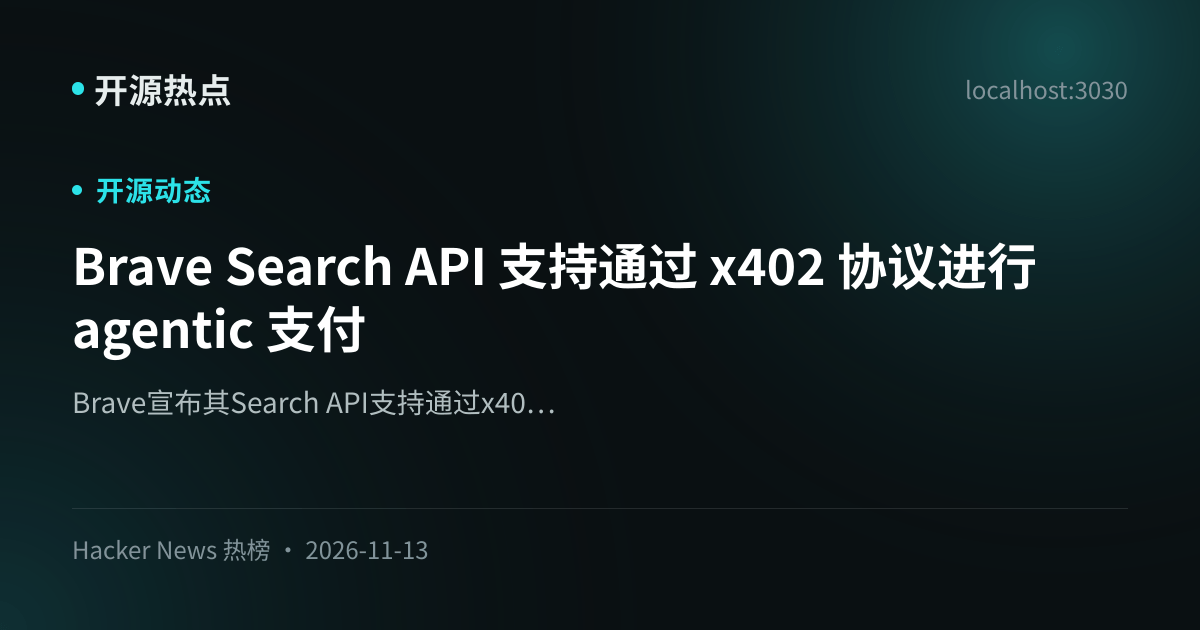 开源热点
localhost:3030
开源动态
Brave Search API 支持通过 x402 协议进行
agentic 支付
Brave宣布其Search API支持通过x40…
Hacker News 热榜 · 2026-11-13